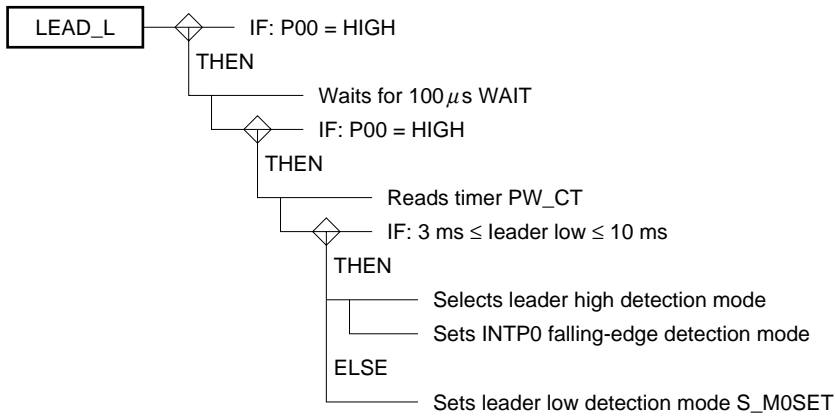 LEAD_L
IF: P00 = HIGH
THEN
Waits for 100 μs WAIT
IF: P00 = HIGH
THEN
Reads timer PW_CT
IF: 3 ms ≤ leader low ≤ 10 ms
THEN
Selects leader high detection mode
Sets INTP0 falling-edge detection mode
ELSE
Sets leader low detection mode S_M0SET